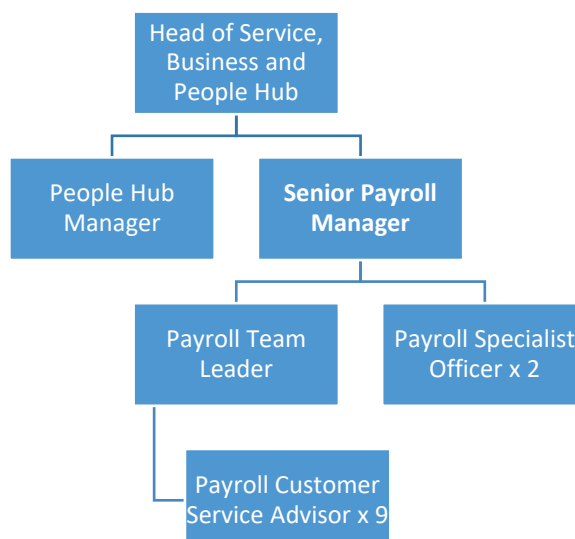 Head of Service,
Business and
People Hub
People Hub
Manager
Senior Payroll
Manager
Payroll Team
Leader
Payroll Specialist
Officer x 2
Payroll Customer
Service Advisor x 9